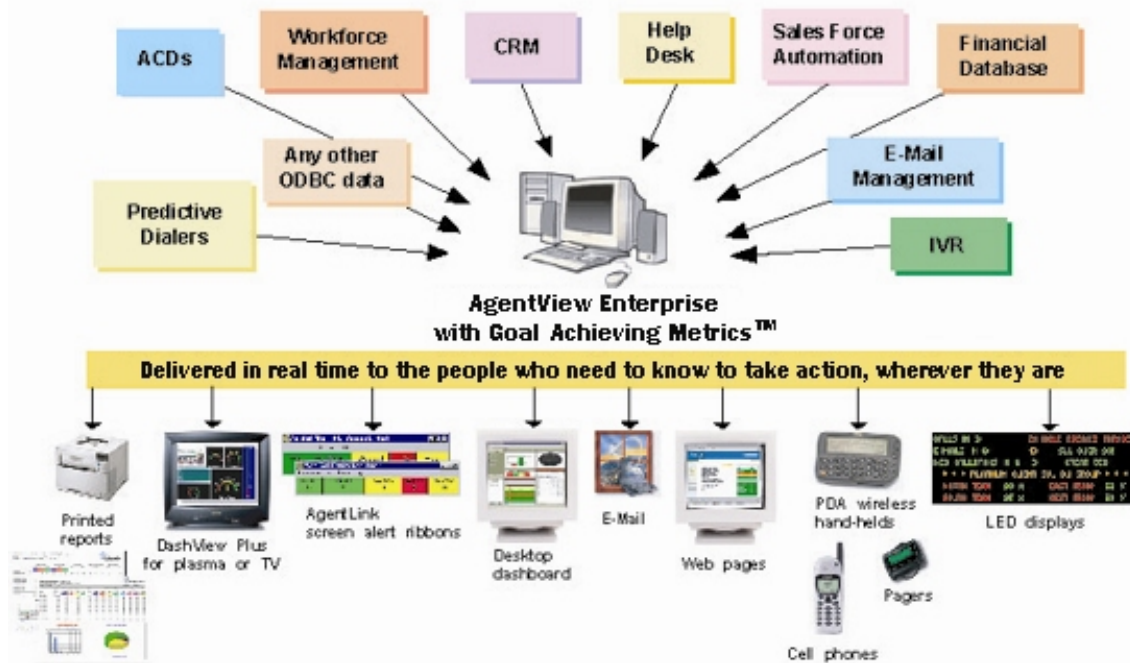 ACDs
Workforce
Management
CRM
Help
Desk
Sales Force
Automation
Financial
Database
Any other
ODBC data
E-Mail
Management
Predictive
Dialers
IVR
AgentView Enterprise
with Goal Achieving Metrics™
Delivered in real time to the people who need to know to take action, wherever they are
Printed
reports
DashView Plus
for plasma or TV
AgentLink
screen alert ribbons
Desktop
dashboard
E-Mail
Web pages
PDA wireless
hand-helds
LED displays
Pagers
Cell phones